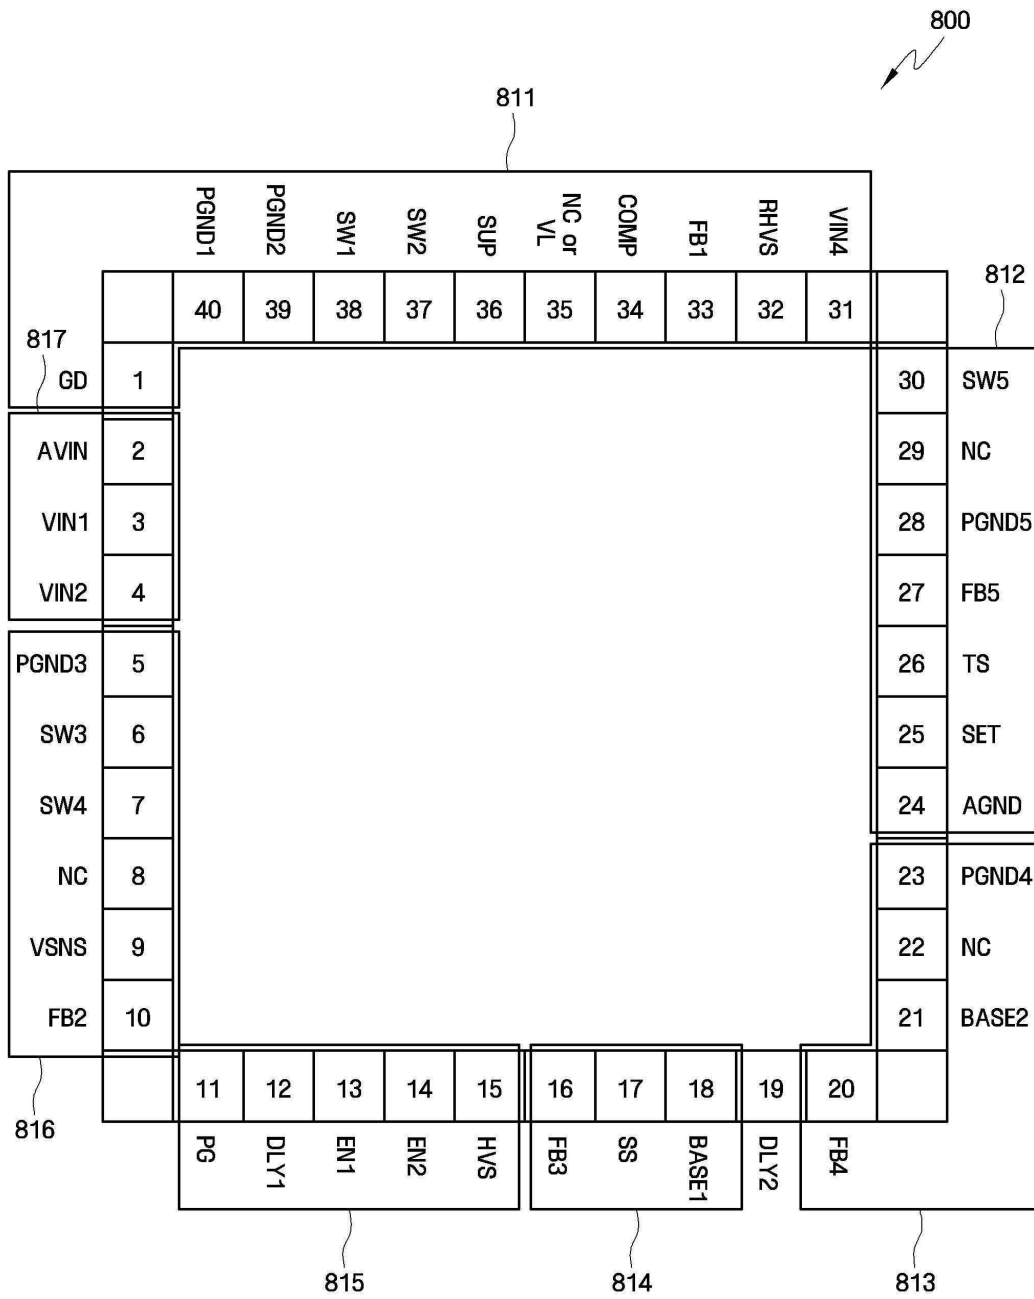 800
811
PGND1
PGND2
SW1
SW2
SUP
NC or
VL
COMP
FB1
RHVS
VIN4
812
40 39 38 37 36 35 34 33 32 31
817
GD 1
30 SW5
AVIN 2
29 NC
VIN1 3
28 PGND5
VIN2 4
27 FB5
PGND3 5
26 TS
SW3 6
25 SET
SW4 7
24 AGND
NC 8
23 PGND4
VSNS 9
22 NC
FB2 10
21 BASE2
11 12 13 14 15 16 17 18 19 20
816
PG
DLY1
EN1
EN2
HVS
FB3
SS
BASE1
DLY2
FB4
815
814
813